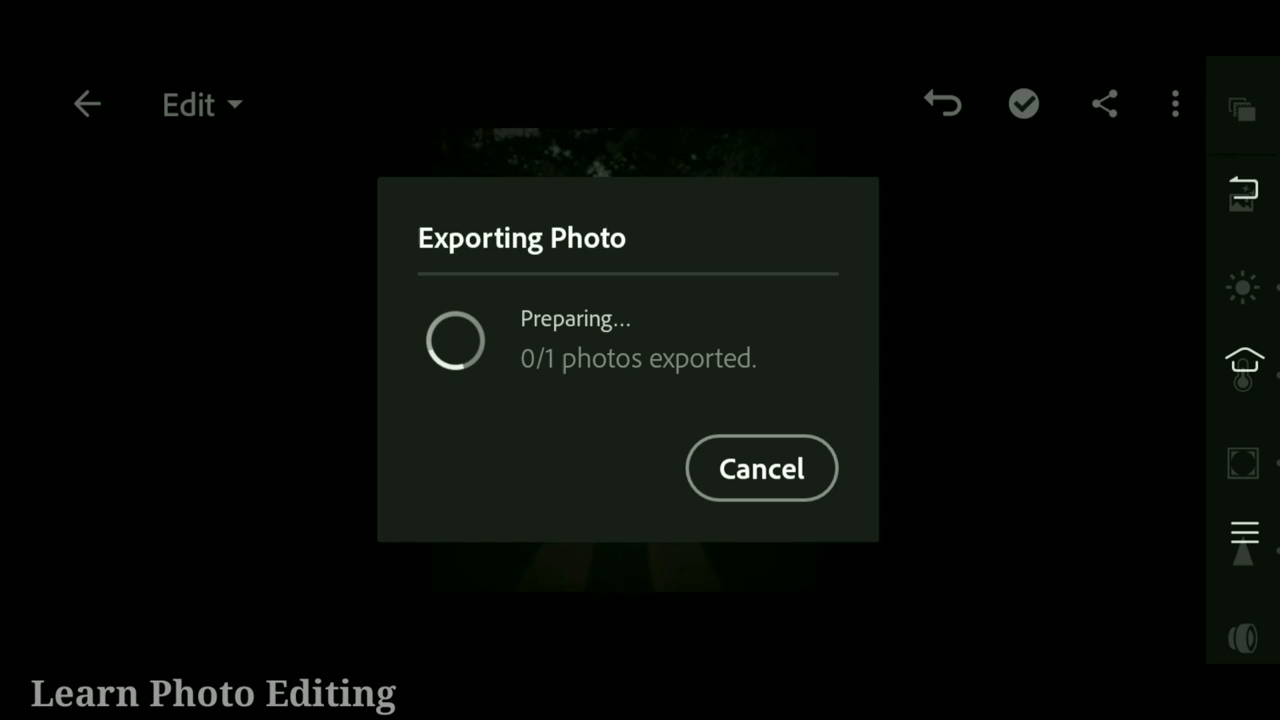 Edit
Exporting Photo
Preparing...
0/1 photos exported.
Cancel
Learn Photo Editing